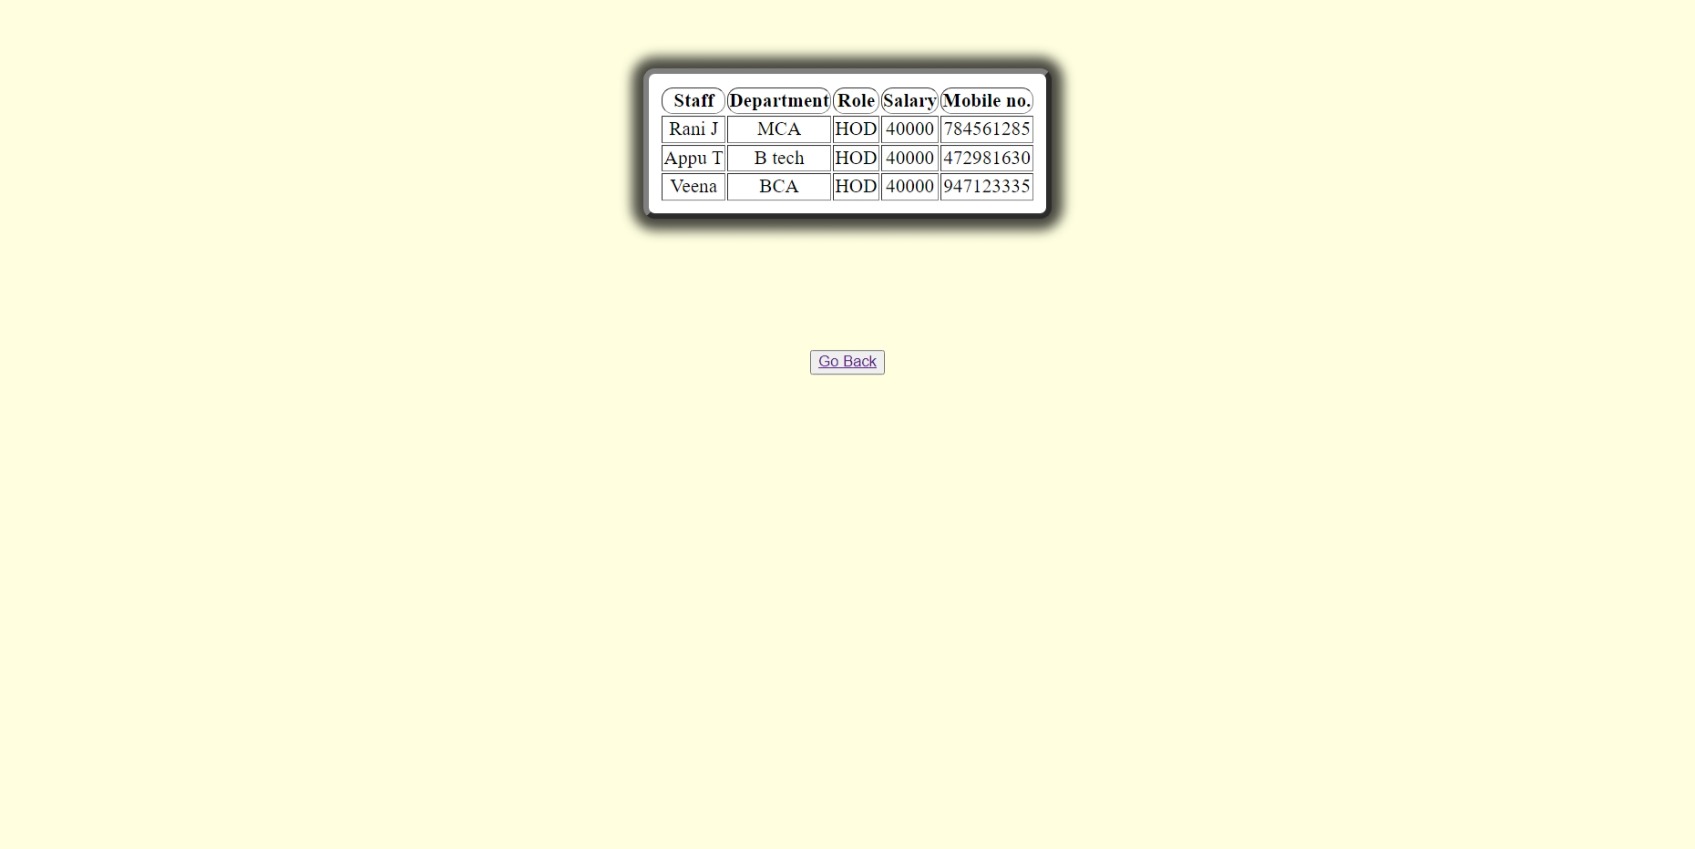 Staff Department Role Salary Mobile no.
Rani J MCA HOD 40000 784561285
Appu T B tech HOD 40000 472981630
Veena BCA HOD 40000 947123335
Go Back